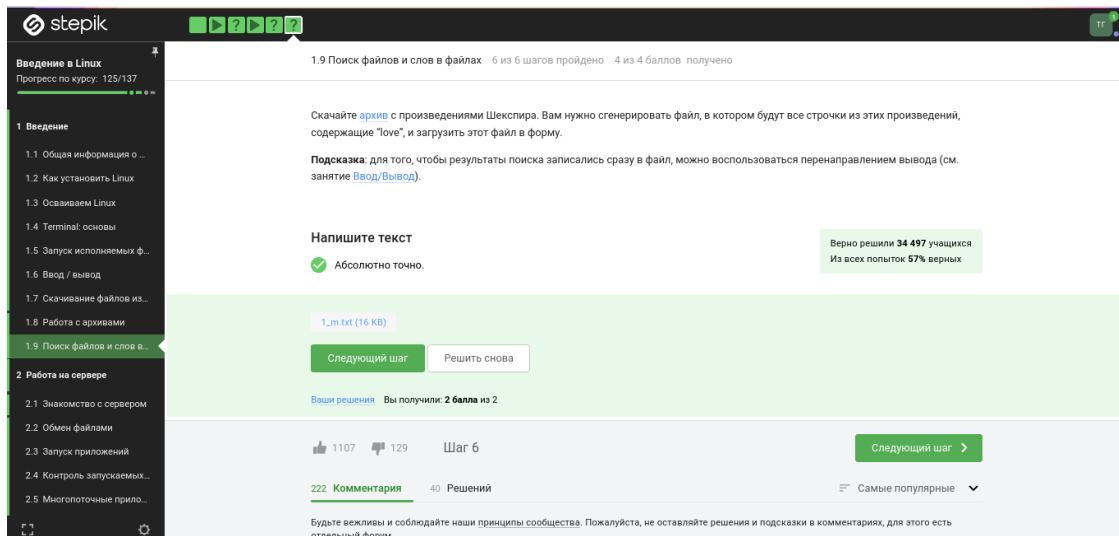 stepik
? ? ?
ТГ
1
Введение в Linux
Прогресс по курсу: 125/137
1 Введение
1.1 Общая информация о ...
1.2 Как установить Linux
1.3 Осваиваем Linux
1.4 Terminal: основы
1.5 Запуск исполняемых ф...
1.6 Ввод / вывод
1.7 Скачивание файлов из...
1.8 Работа с архивами
1.9 Поиск файлов и слов в...
2 Работа на сервере
2.1 Знакомство с сервером
2.2 Обмен файлами
2.3 Запуск приложений
2.4 Контроль запускаемых...
2.5 Многопоточные прило...
1.9 Поиск файлов и слов в файлах 6 из 6 шагов пройдено 4 из 4 баллов получено
Скачайте архив с произведениями Шекспира. Вам нужно сгенерировать файл, в котором будут все строчки из этих произведений,
содержащие “love”, и загрузить этот файл в форму.
Подсказка: для того, чтобы результаты поиска записались сразу в файл, можно воспользоваться перенаправлением вывода (см.
занятие Ввод/Вывод).
Напишите текст
Абсолютно точно.
Верно решили 34 497 учащихся
Из всех попыток 57% верных
1_m.txt (16 KB)
Следующий шаг Решить снова
Ваши решения Вы получили: 2 балла из 2
1107 129 Шаг 6 Следующий шаг
222 Комментария 40 Решений Самые популярные
Будьте вежливы и соблюдайте наши принципы сообщества. Пожалуйста, не оставляйте решения и подсказки в комментариях, для этого есть
отдельный форум.